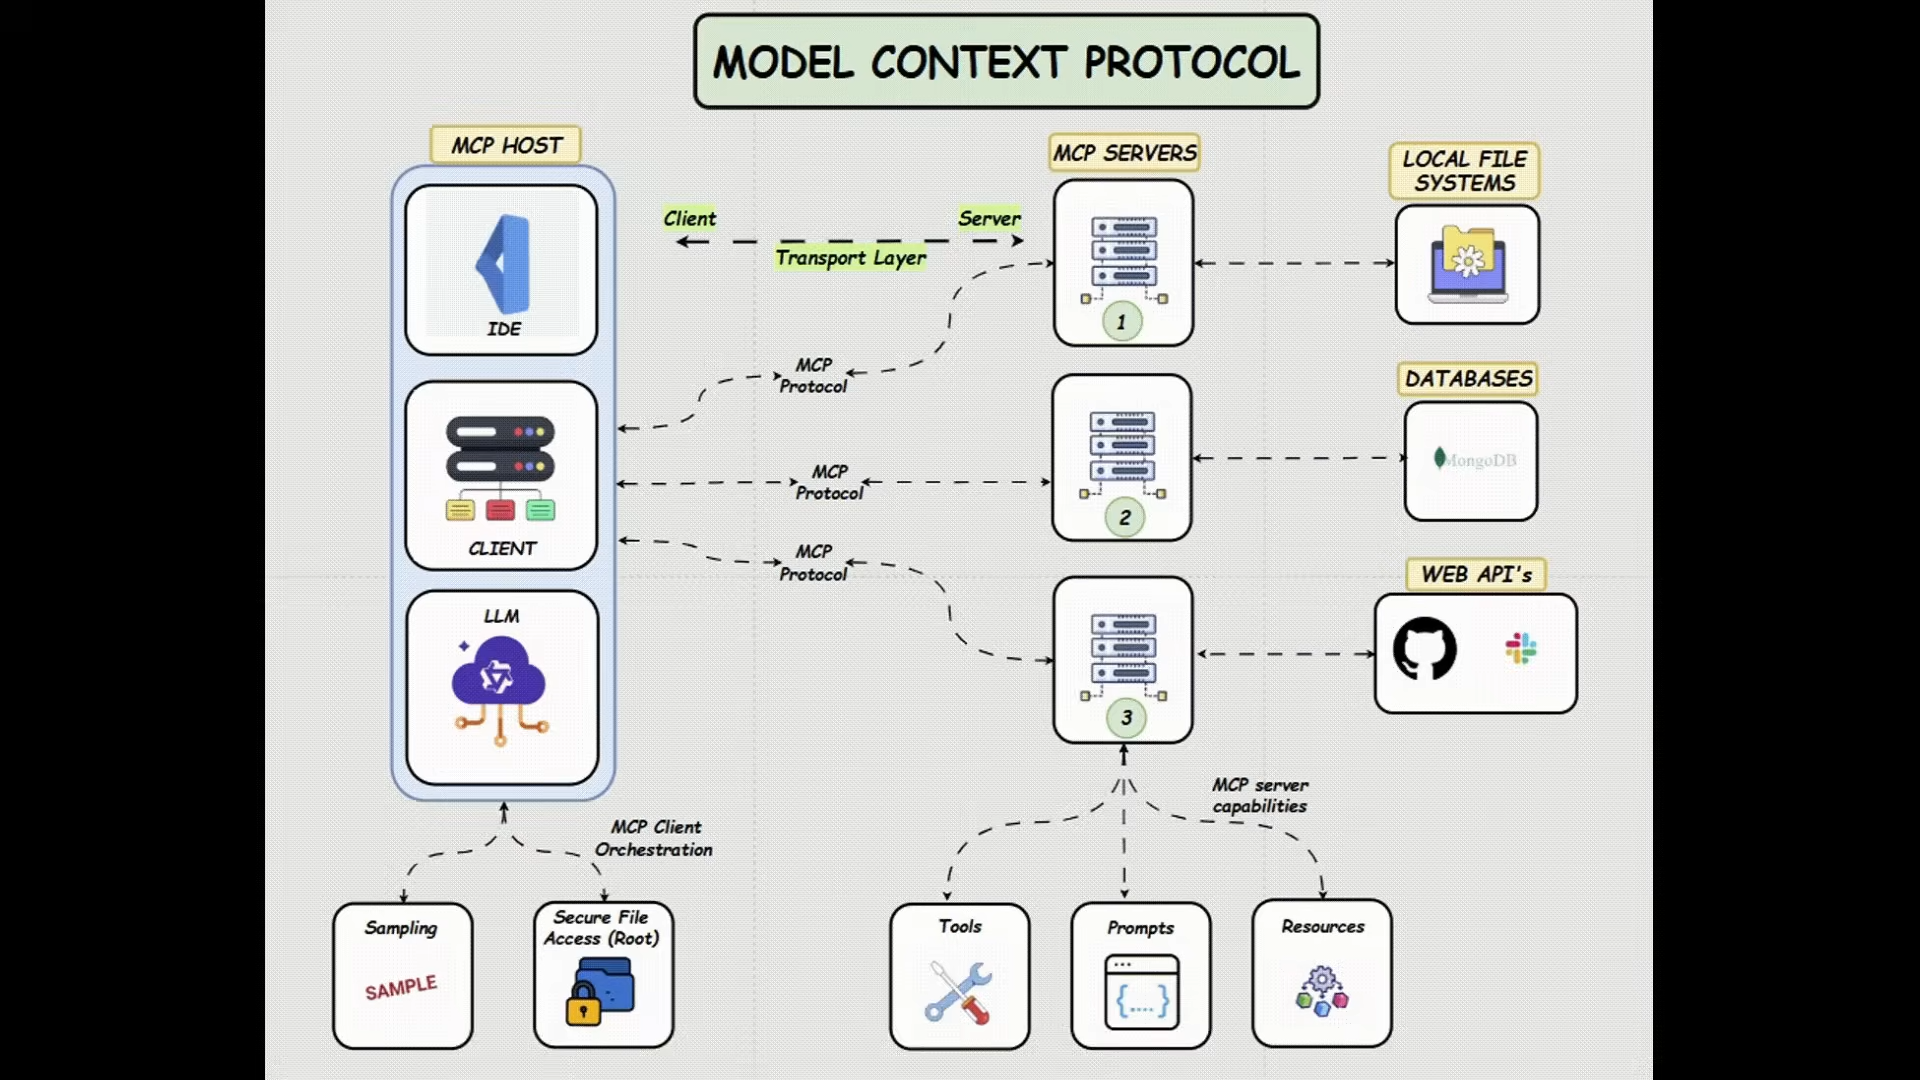 MODEL CONTEXT PROTOCOL
MCP HOST
IDE
CLIENT
LLM
Client
Server
Transport Layer
MCP
Protocol
MCP
Protocol
MCP
Protocol
MCP SERVERS
1
2
3
LOCAL FILE
SYSTEMS
DATABASES
MongoDB
WEB API's
MCP Client
Orchestration
MCP server
capabilities
Sampling
SAMPLE
Secure File
Access (Root)
Tools
Prompts
{....}
Resources